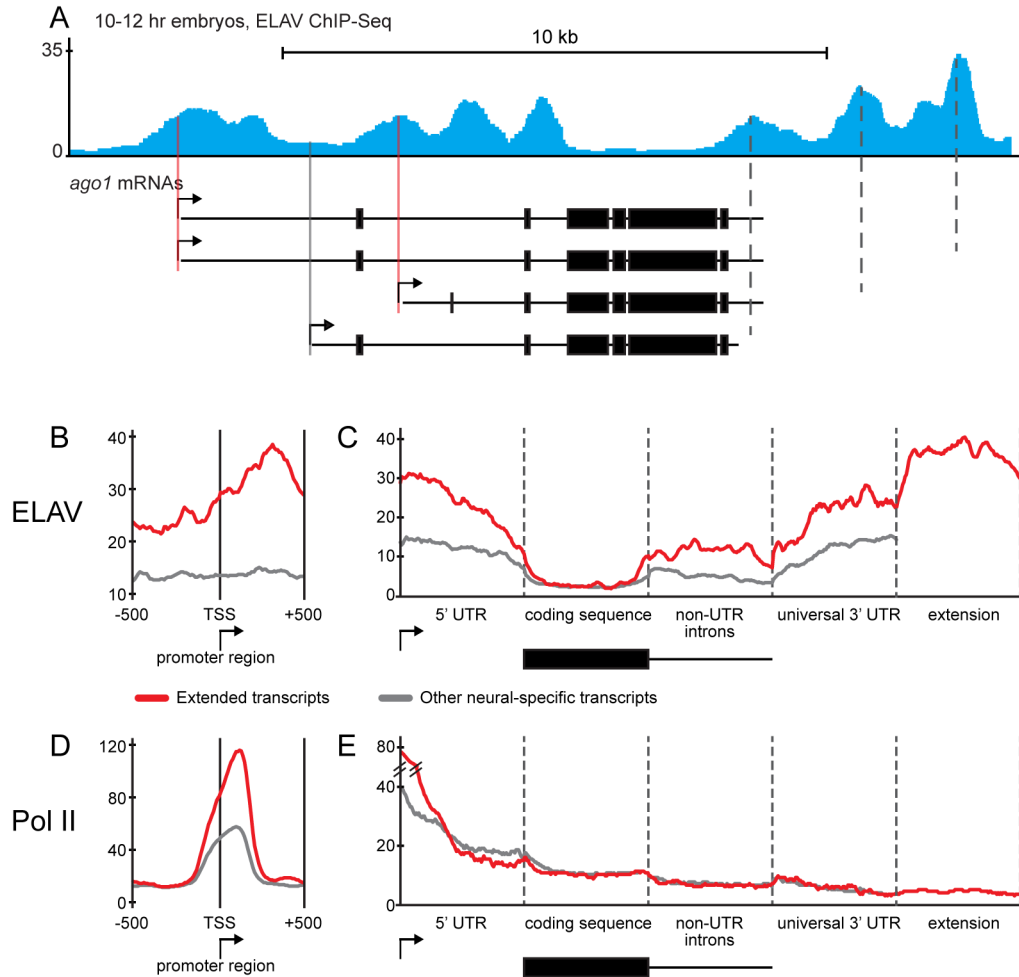 A
10-12 hr embryos, ELAV ChIP-Seq
10 kb
35
0
ago1 mRNAs
B
C
ELAV
40
30
20
10
-500
TSS
+500
promoter region
40
30
20
10
0
5' UTR
coding sequence
non-UTR
introns
universal 3' UTR
extension
Extended transcripts
Other neural-specific transcripts
D
E
Pol II
120
80
40
0
-500
TSS
+500
promoter region
80
40
20
0
5' UTR
coding sequence
non-UTR
introns
universal 3' UTR
extension